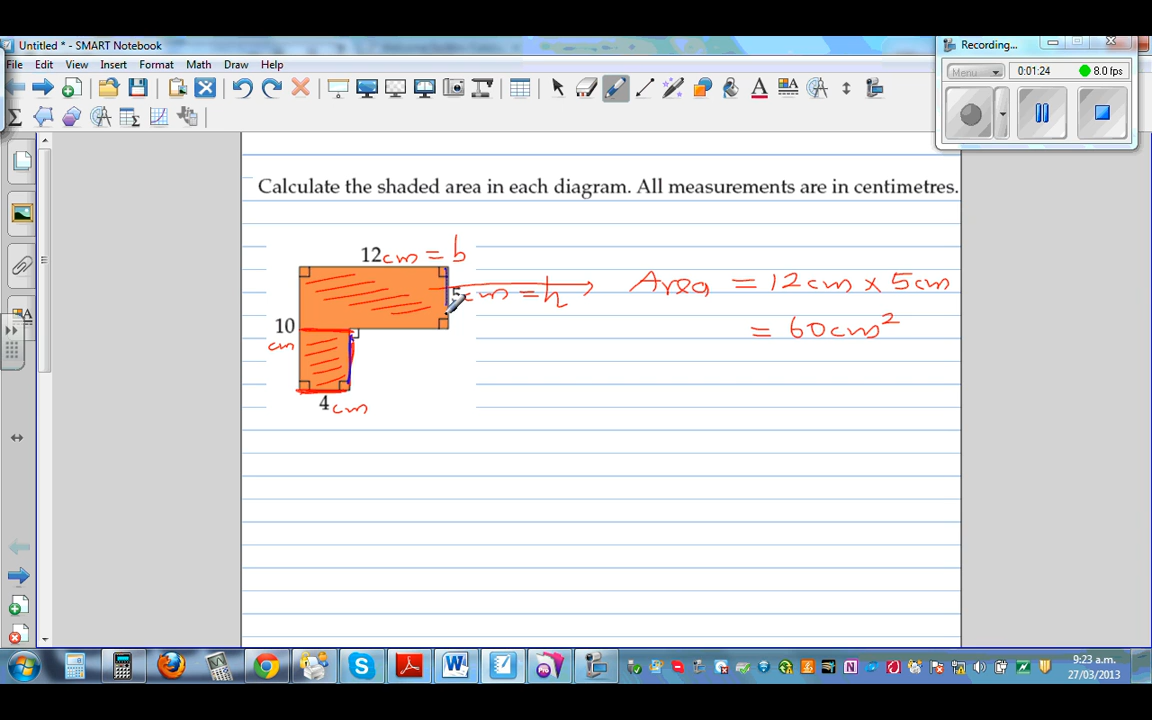 Untitled * - SMART Notebook
File Edit View Insert Format Math Draw Help
Recording...
Menu 0:01:24 8.0 fps
Calculate the shaded area in each diagram. All measurements are in centimetres.
12cm = b
5cm = h
Area = 12cm x 5cm
= 60cm²
10
cm
4cm
9:23 a.m.
27/03/2013